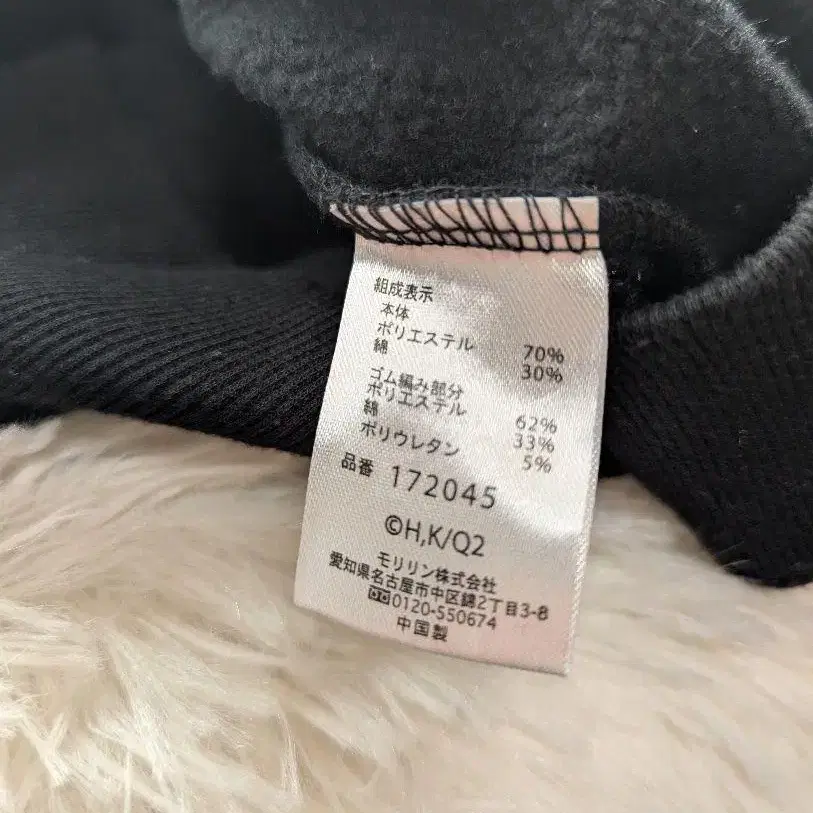 組成表示
本体
ポリエステル 70%
綿 30%
ゴム編み部分
ポリエステル 62%
綿 33%
ポリウレタン 5%
品番 172045
©H,K/Q2
モリリン株式会社
愛知県名古屋市中区錦2丁目3-8
0120-550674
中国製